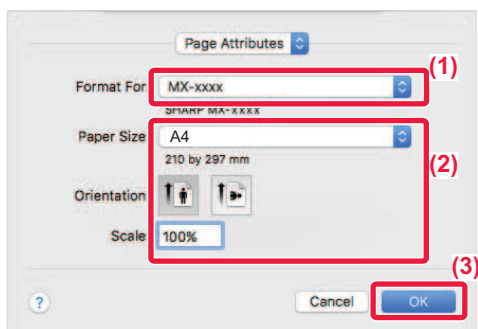 Page Attributes
(1)
Format For: MX-xxxx
SHARP MX-xxxx
Paper Size: A4
(2)
210 by 297 mm
Orientation:
Scale: 100%
(3)
? Cancel OK